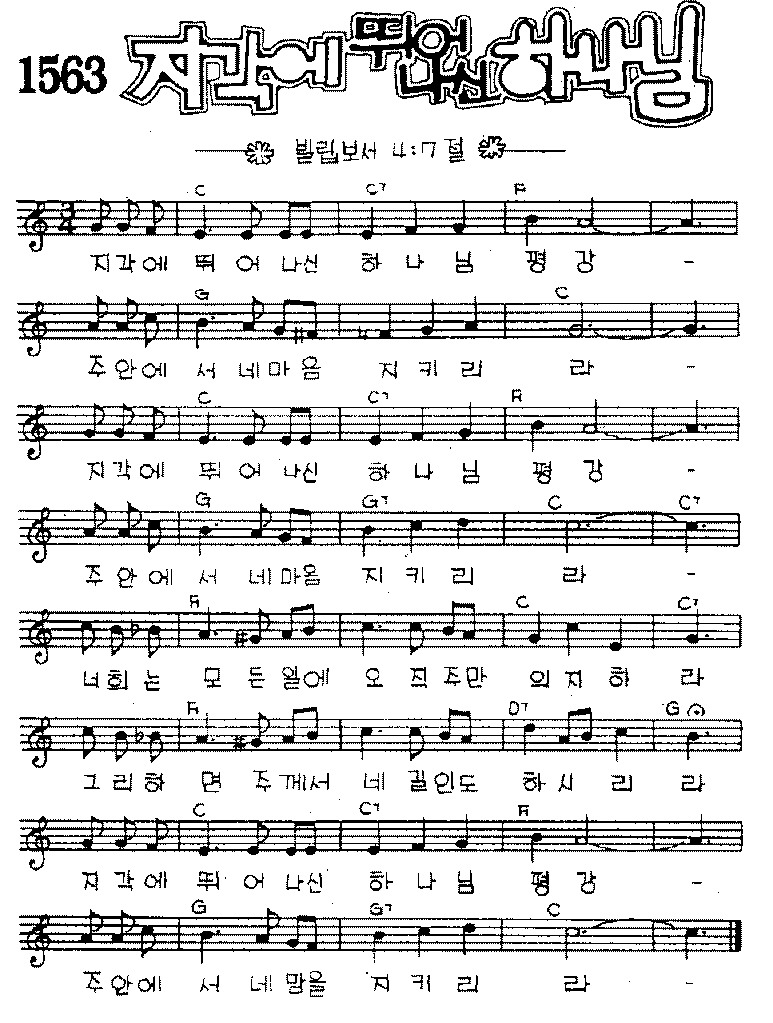 1563 지각에 뛰어나신 하나님
빌립보서 4:7 절
C C7 F
지각에 뛰 어 나신 하 나 님 평 강 -
G C
주안에 서 네마음 지 키 리 라 -
C C7 F
지각에 뛰 어 나신 하 나 님 평 강 -
G G7 C C7
주안에 서 네마음 지 키 리 라 -
F C C7
너희는 모 든일에 오 직주만 의지하 라
F D7 G
그리하 면 주께서 네 길인도 하시리 라
C C7 F
지각에 뛰 어 나신 하 나 님 평 강 -
G G7 C
주안에 서 네맘을 지 키 리 라 -